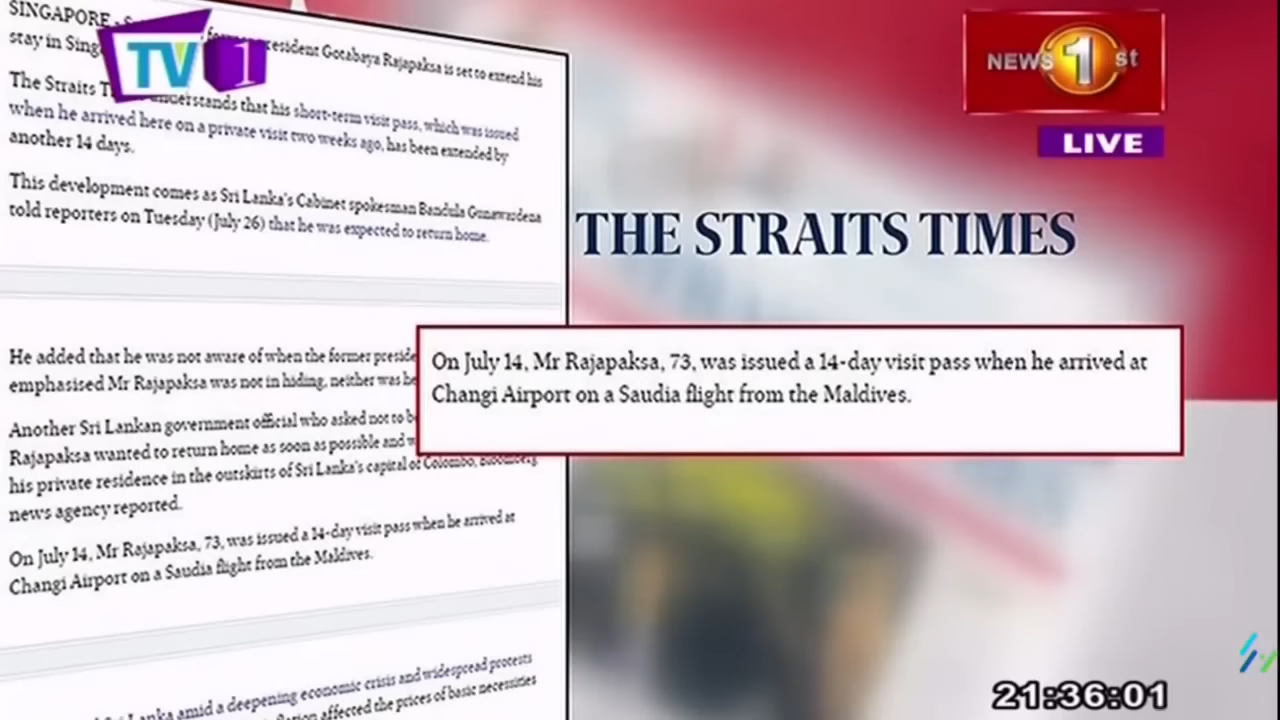 SINGAPORE - former president Gotabaya Rajapaksa is set to extend his
stay in Sing
TV1
NEWS 1st
LIVE
The Straits T understands that his short-term visit pass, which was issued
when he arrived here on a private visit two weeks ago, has been extended by
another 14 days.
This development comes as Sri Lanka's Cabinet spokesman Bandula Gunawardena
told reporters on Tuesday (July 26) that he was expected to return home.
THE STRAITS TIMES
He added that he was not aware of when the former preside
emphasised Mr Rajapaksa was not in hiding, neither was he
Another Sri Lankan government official who asked not to b
Rajapaksa wanted to return home as soon as possible and w
his private residence in the outskirts of Sri Lanka's capital of Colombo, Bloomberg
news agency reported.
On July 14, Mr Rajapaksa, 73, was issued a 14-day visit pass when he arrived at
Changi Airport on a Saudia flight from the Maldives.
On July 14, Mr Rajapaksa, 73, was issued a 14-day visit pass when he arrived at
Changi Airport on a Saudia flight from the Maldives.
Lanka amid a deepening economic crisis and widespread protests
affected the prices of basic necessities
21:36:01